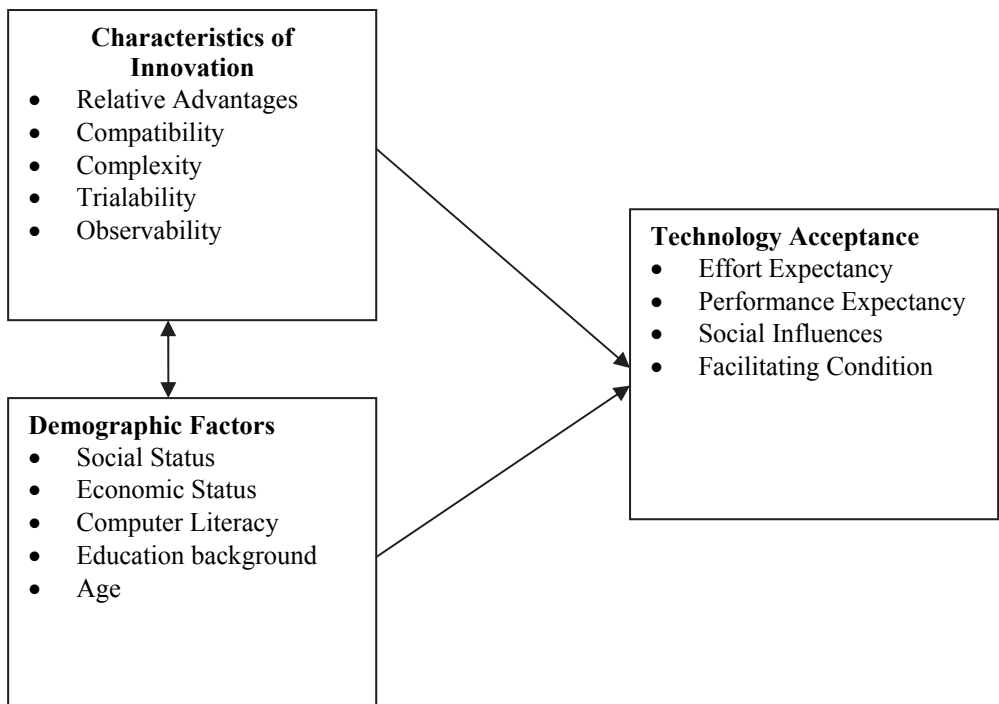 Characteristics of
Innovation
• Relative Advantages
• Compatibility
• Complexity
• Trialability
• Observability
Demographic Factors
• Social Status
• Economic Status
• Computer Literacy
• Education background
• Age
Technology Acceptance
• Effort Expectancy
• Performance Expectancy
• Social Influences
• Facilitating Condition